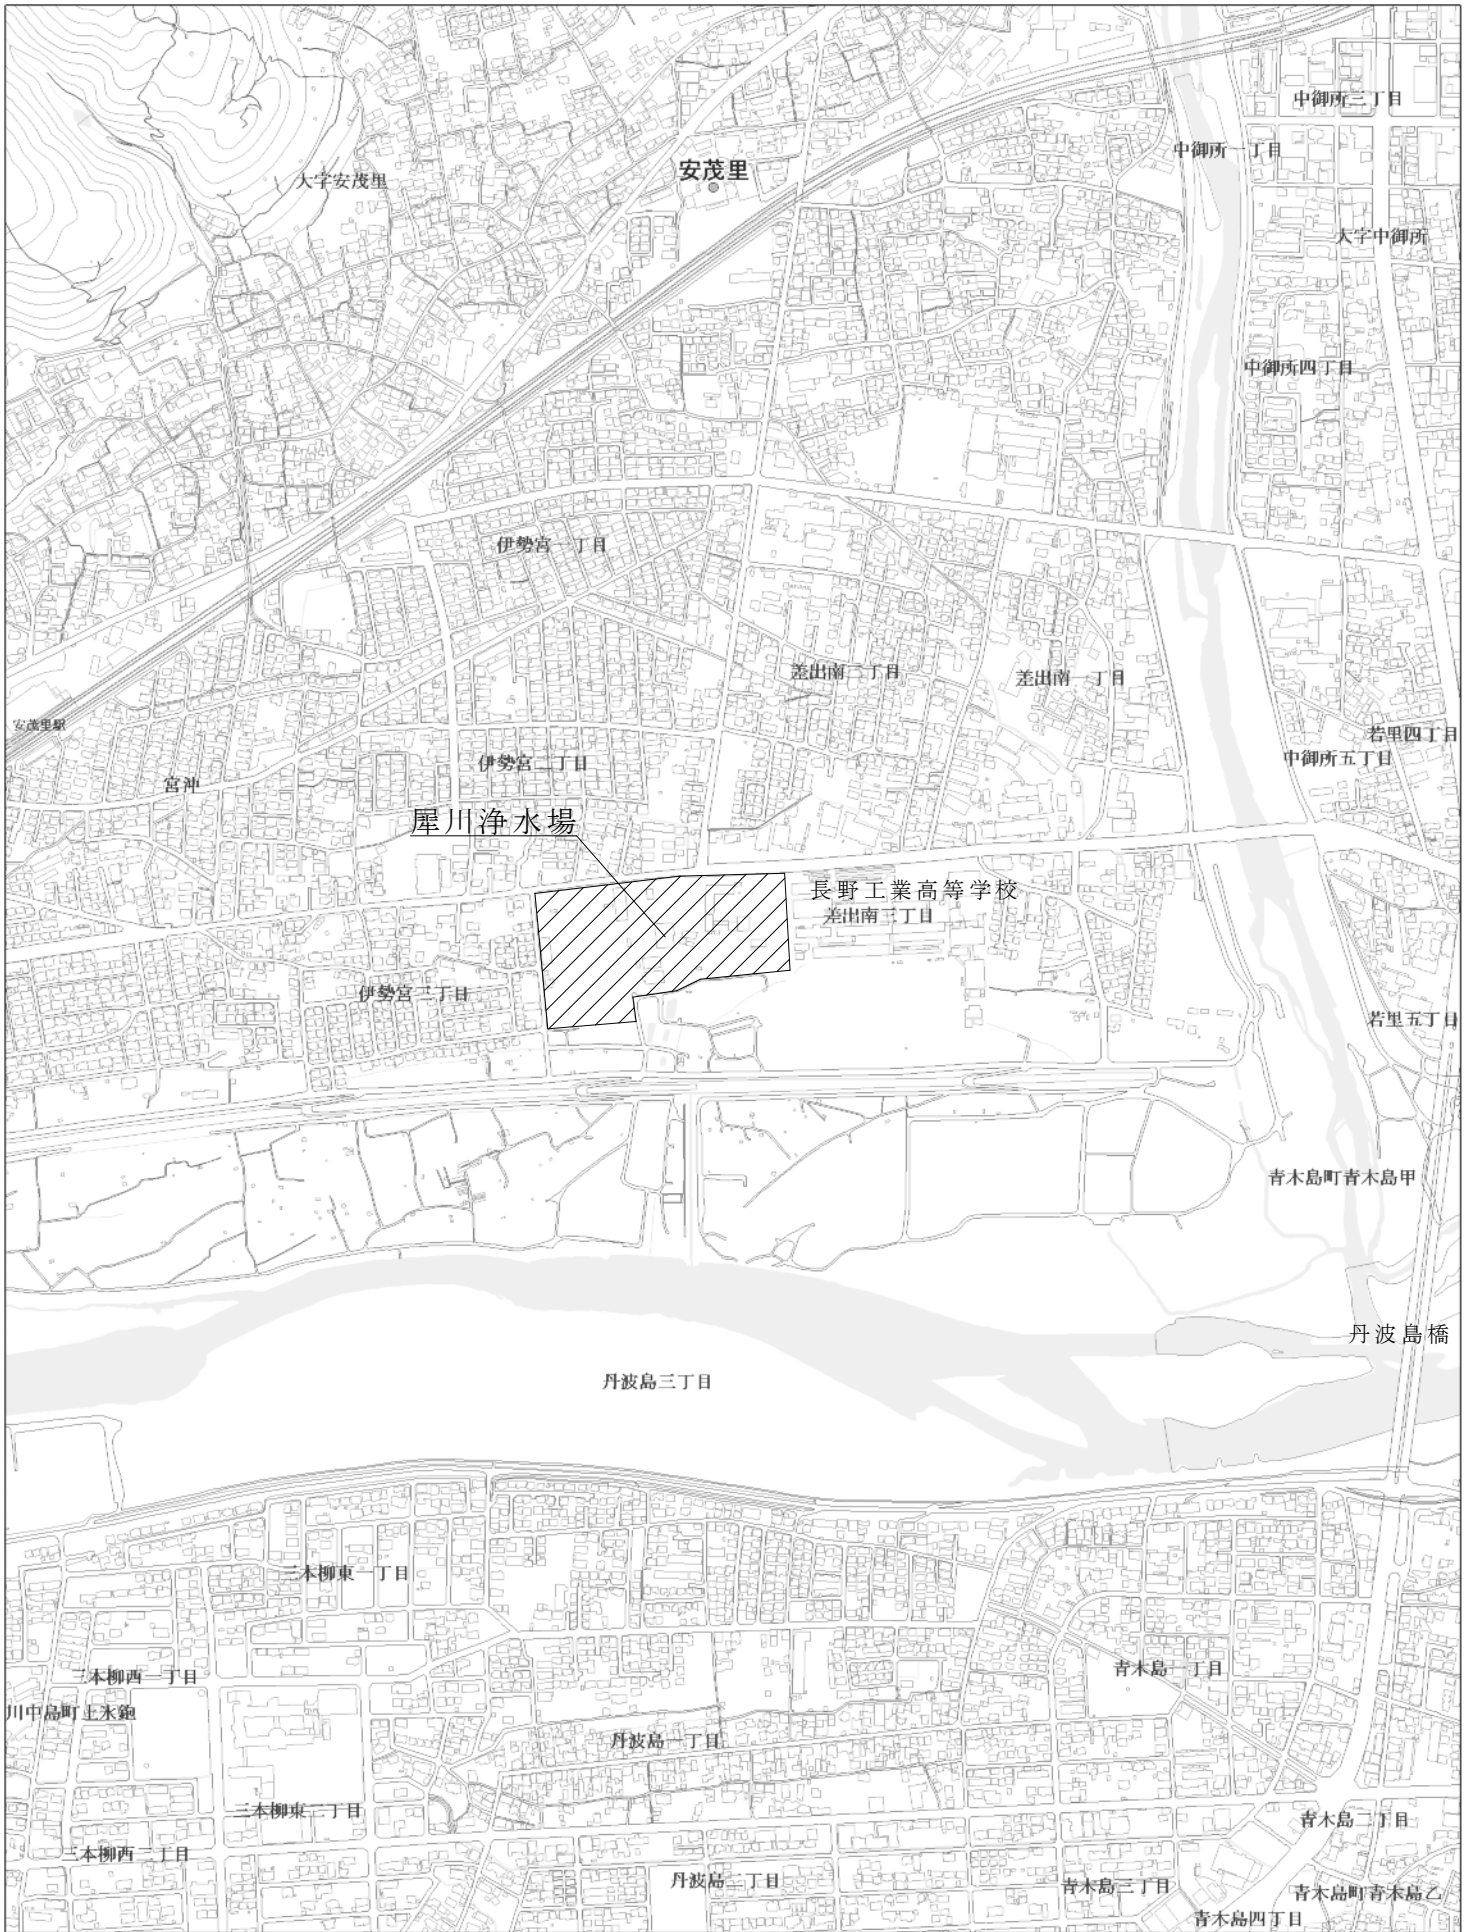 中御所三丁目
中御所一丁目
安茂里
大字安茂里
大字中御所
中御所四丁目
伊勢宮一丁目
差出南二丁目
差出南一丁目
安茂里駅
若里四丁目
中御所五丁目
伊勢宮二丁目
宮沖
犀川浄水場
長野工業高等学校
差出南三丁目
伊勢宮三丁目
若里五丁目
青木島町青木島甲
丹波島橋
丹波島三丁目
三本柳東一丁目
三本柳西一丁目
青木島一丁目
川中島町上氷鉋
丹波島一丁目
三本柳東二丁目
青木島二丁目
三本柳西二丁目
丹波島二丁目
青木島三丁目
青木島町青木島乙
青木島四丁目